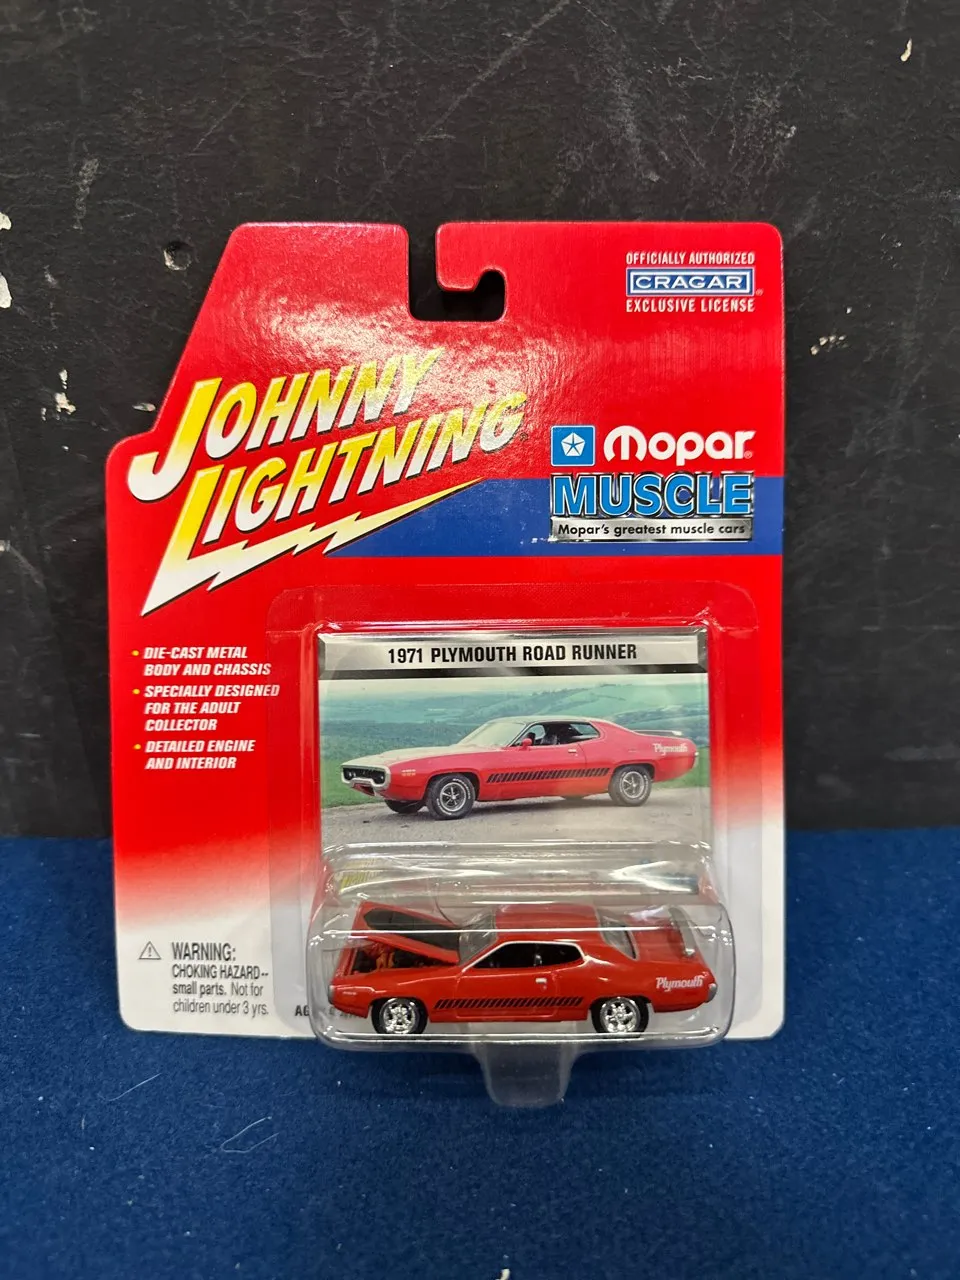 OFFICIALLY AUTHORIZED
CRAGAR
EXCLUSIVE LICENSE
JOHNNY
LIGHTNING
Mopar
MUSCLE
Mopar's greatest muscle cars
• DIE-CAST METAL
BODY AND CHASSIS
• SPECIALLY DESIGNED
FOR THE ADULT
COLLECTOR
• DETAILED ENGINE
AND INTERIOR
1971 PLYMOUTH ROAD RUNNER
Plymouth
Plymouth
WARNING:
CHOKING HAZARD--
small parts. Not for
children under 3 yrs.